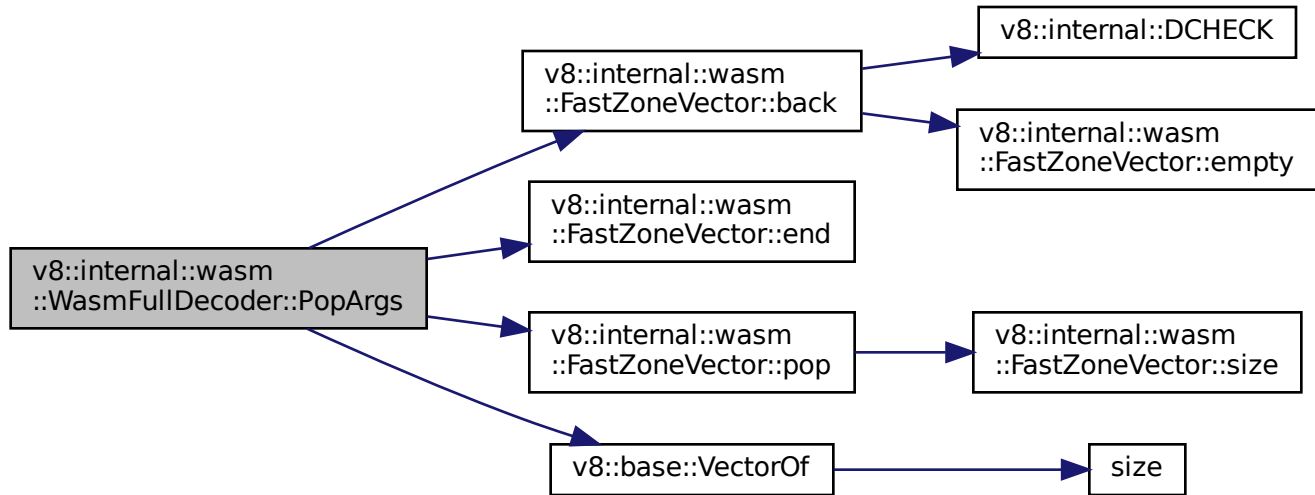 v8::internal::DCHECK
v8::internal::wasm
::FastZoneVector::back
v8::internal::wasm
::FastZoneVector::empty
v8::internal::wasm
::FastZoneVector::end
v8::internal::wasm
::WasmFullDecoder::PopArgs
v8::internal::wasm
::FastZoneVector::pop
v8::internal::wasm
::FastZoneVector::size
v8::base::VectorOf
size